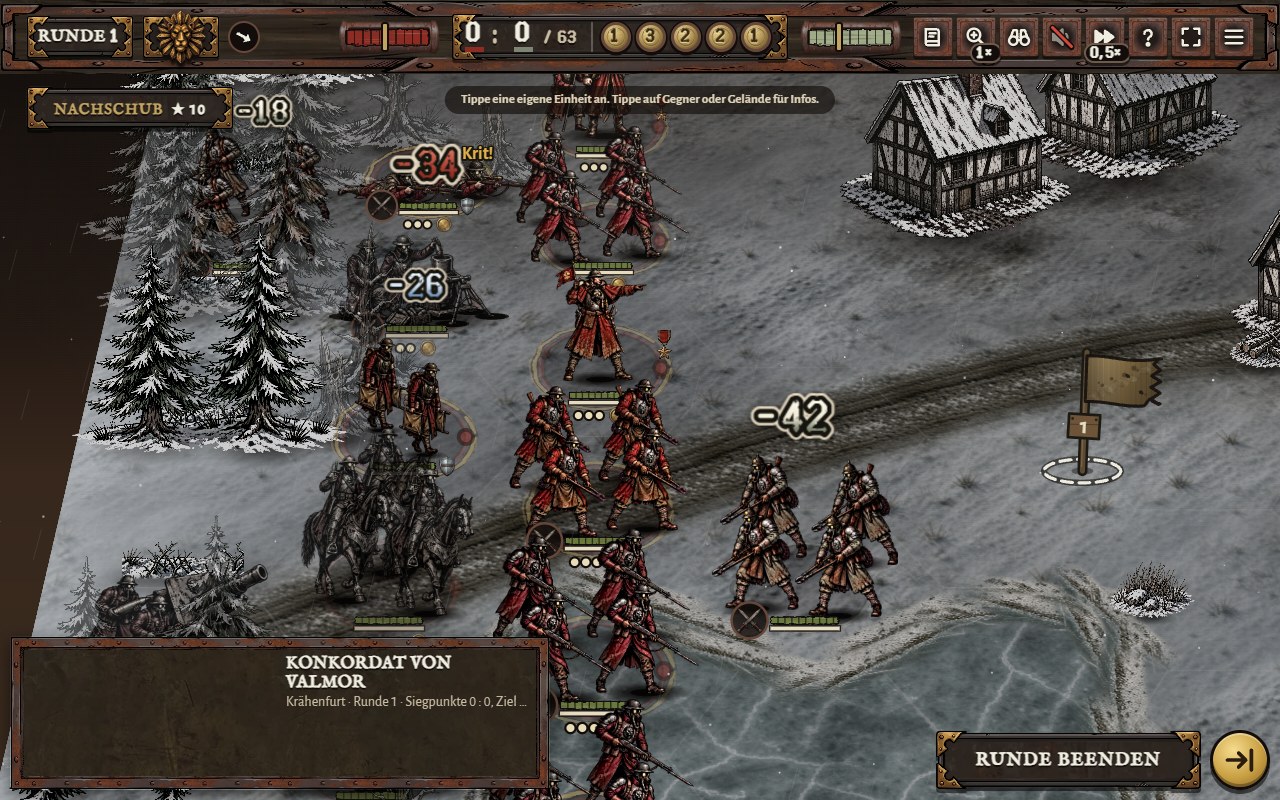 RUNDE 1
0 : 0 / 63
1 3 2 2 1
1×
0,5×
?
NACHSCHUB ★ 10
-18
Tippe eine eigene Einheit an. Tippe auf Gegner oder Gelände für Infos.
-34 Krit!
-26
-42
1
KONKORDAT VON
VALMOR
Krähenfurt · Runde 1 · Siegpunkte 0 : 0, Ziel ...
RUNDE BEENDEN